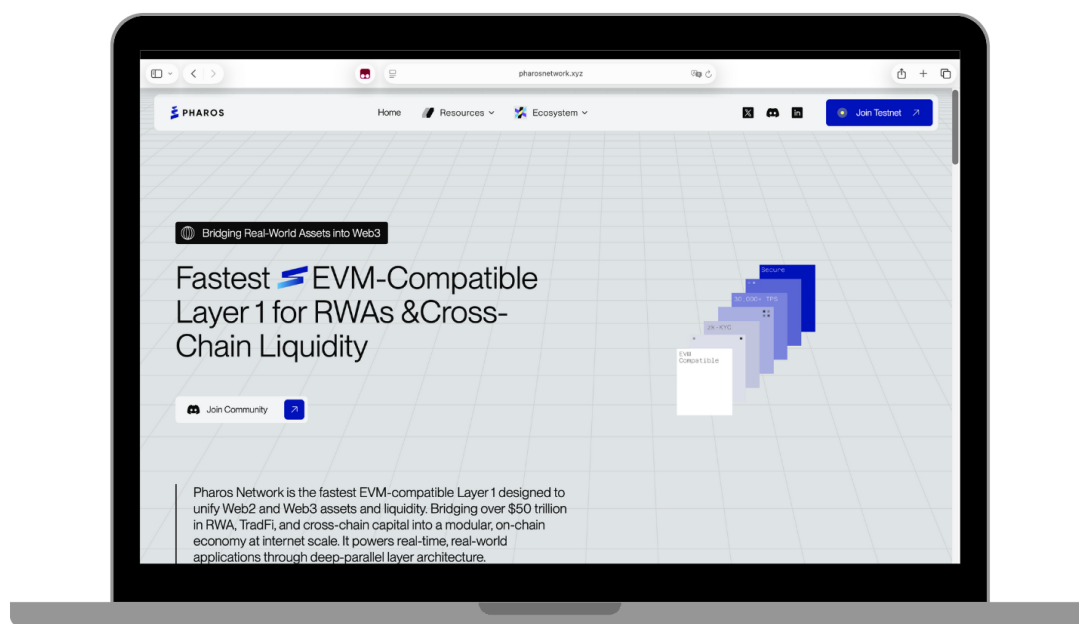 pharosnetwork.xyz
PHAROS
Home
Resources
Ecosystem
Join Testnet
Bridging Real-World Assets into Web3
Fastest EVM-Compatible
Layer 1 for RWAs &Cross-
Chain Liquidity
Secure
30,000+ TPS
ZK-KYC
EVM
Compatible
Join Community
Pharos Network is the fastest EVM-compatible Layer 1 designed to
unify Web2 and Web3 assets and liquidity. Bridging over $50 trillion
in RWA, TradFi, and cross-chain capital into a modular, on-chain
economy at internet scale. It powers real-time, real-world
applications through deep-parallel layer architecture.